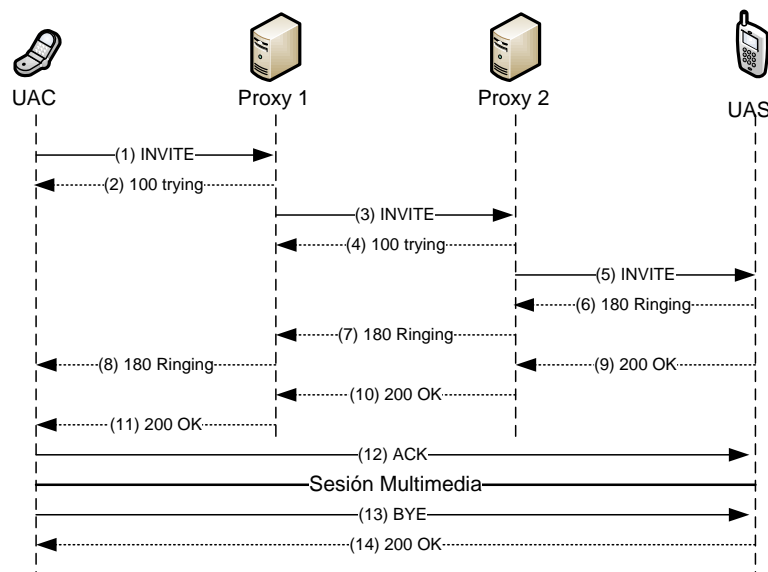 UAC
Proxy 1
Proxy 2
UAS
(1) INVITE
(2) 100 trying
(3) INVITE
(4) 100 trying
(5) INVITE
(6) 180 Ringing
(7) 180 Ringing
(8) 180 Ringing
(9) 200 OK
(10) 200 OK
(11) 200 OK
(12) ACK
Sesión Multimedia
(13) BYE
(14) 200 OK